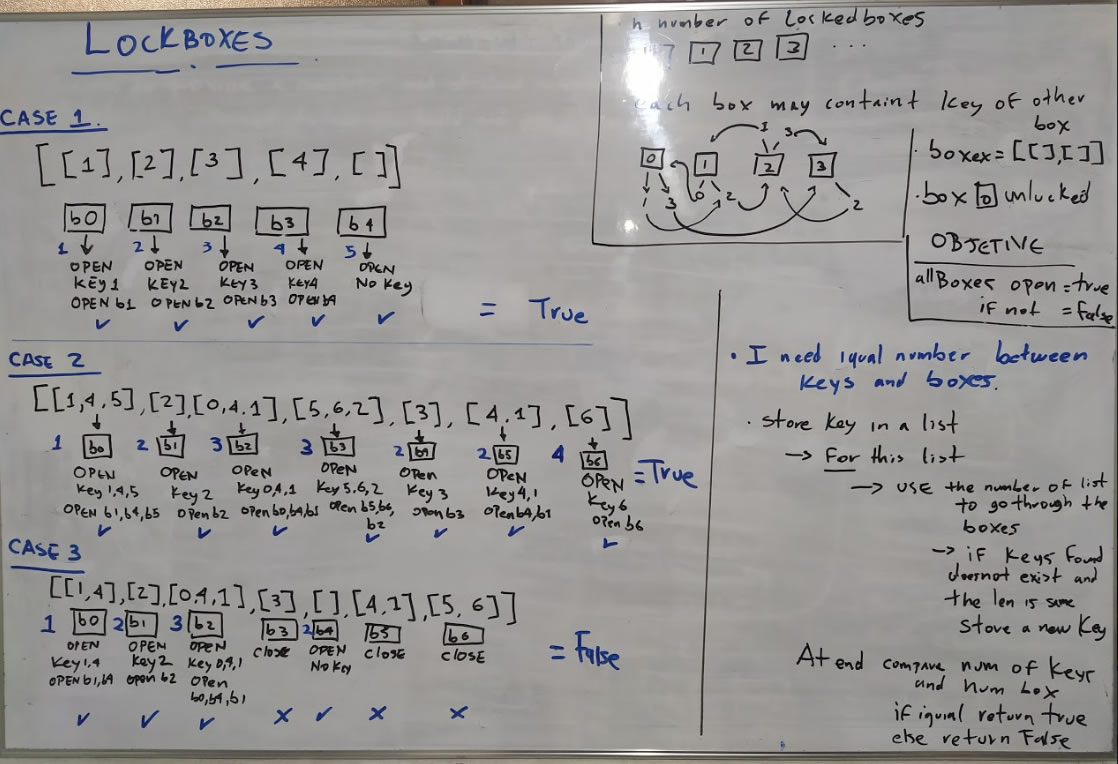 LOCKBOXES
CASE 1.
[[1],[2],[3],[4],[]]
b0 b1 b2 b3 b4
1 2 3 4 5
OPEN OPEN OPEN OPEN OPEN
KEY1 KEY2 KEY3 KEY4 No Key
OPEN b1 OPEN b2 OPEN b3 OPEN b4
✓ ✓ ✓ ✓ ✓
= True
CASE 2
[[1,4,5],[2],[0,4,1],[5,6,2],[3],[4,1],[6]]
1 b0 2 b1 3 b2 3 b3 2 b4 2 b5 4 b6
OPEN OPEN OPEN OPEN OPen OPEN OPEN
Key 1,4,5 Key 2 Key 0,4,1 Key 5,6,2 Key 3 Key 4,1 Key 6
OPEN b1,b4,b5 Open b2 Open b0,b4,b1 Open b5,b6, Open b3 Open b4,b1 Open b6
b2
✓ ✓ ✓ ✓ ✓ ✓ ✓
= True
CASE 3
[[1,4],[2],[0,4,1],[3],[],[4,1],[5,6]]
1 b0 2 b1 3 b2 b3 2 b4 b5 b6
OPEN OPEN OPEN close OPEN close close
Key 1,4 Key 2 Key 0,4,1 No Key
OPEN b1,b4 open b2 Open
b0,b4,b1
✓ ✓ ✓ X ✓ X X
= False
n number of Lockedboxes
1 2 3 ...
each box may containt key of other
box
1 3
0 1 2 3
1 3 0 2 2
. boxex=[[],[]]
. box 0 unlucked
OBJETIVE
all Boxes open = true
if not = False
• I need iqual number between
keys and boxes.
. store key in a list
→ For this list
→ USE the number of list
to go through the
boxes
→ if keys found
doesnot exist and
the len is same
Stove a new Key
At end compare num of keys
and num box
if iqual return true
else return False